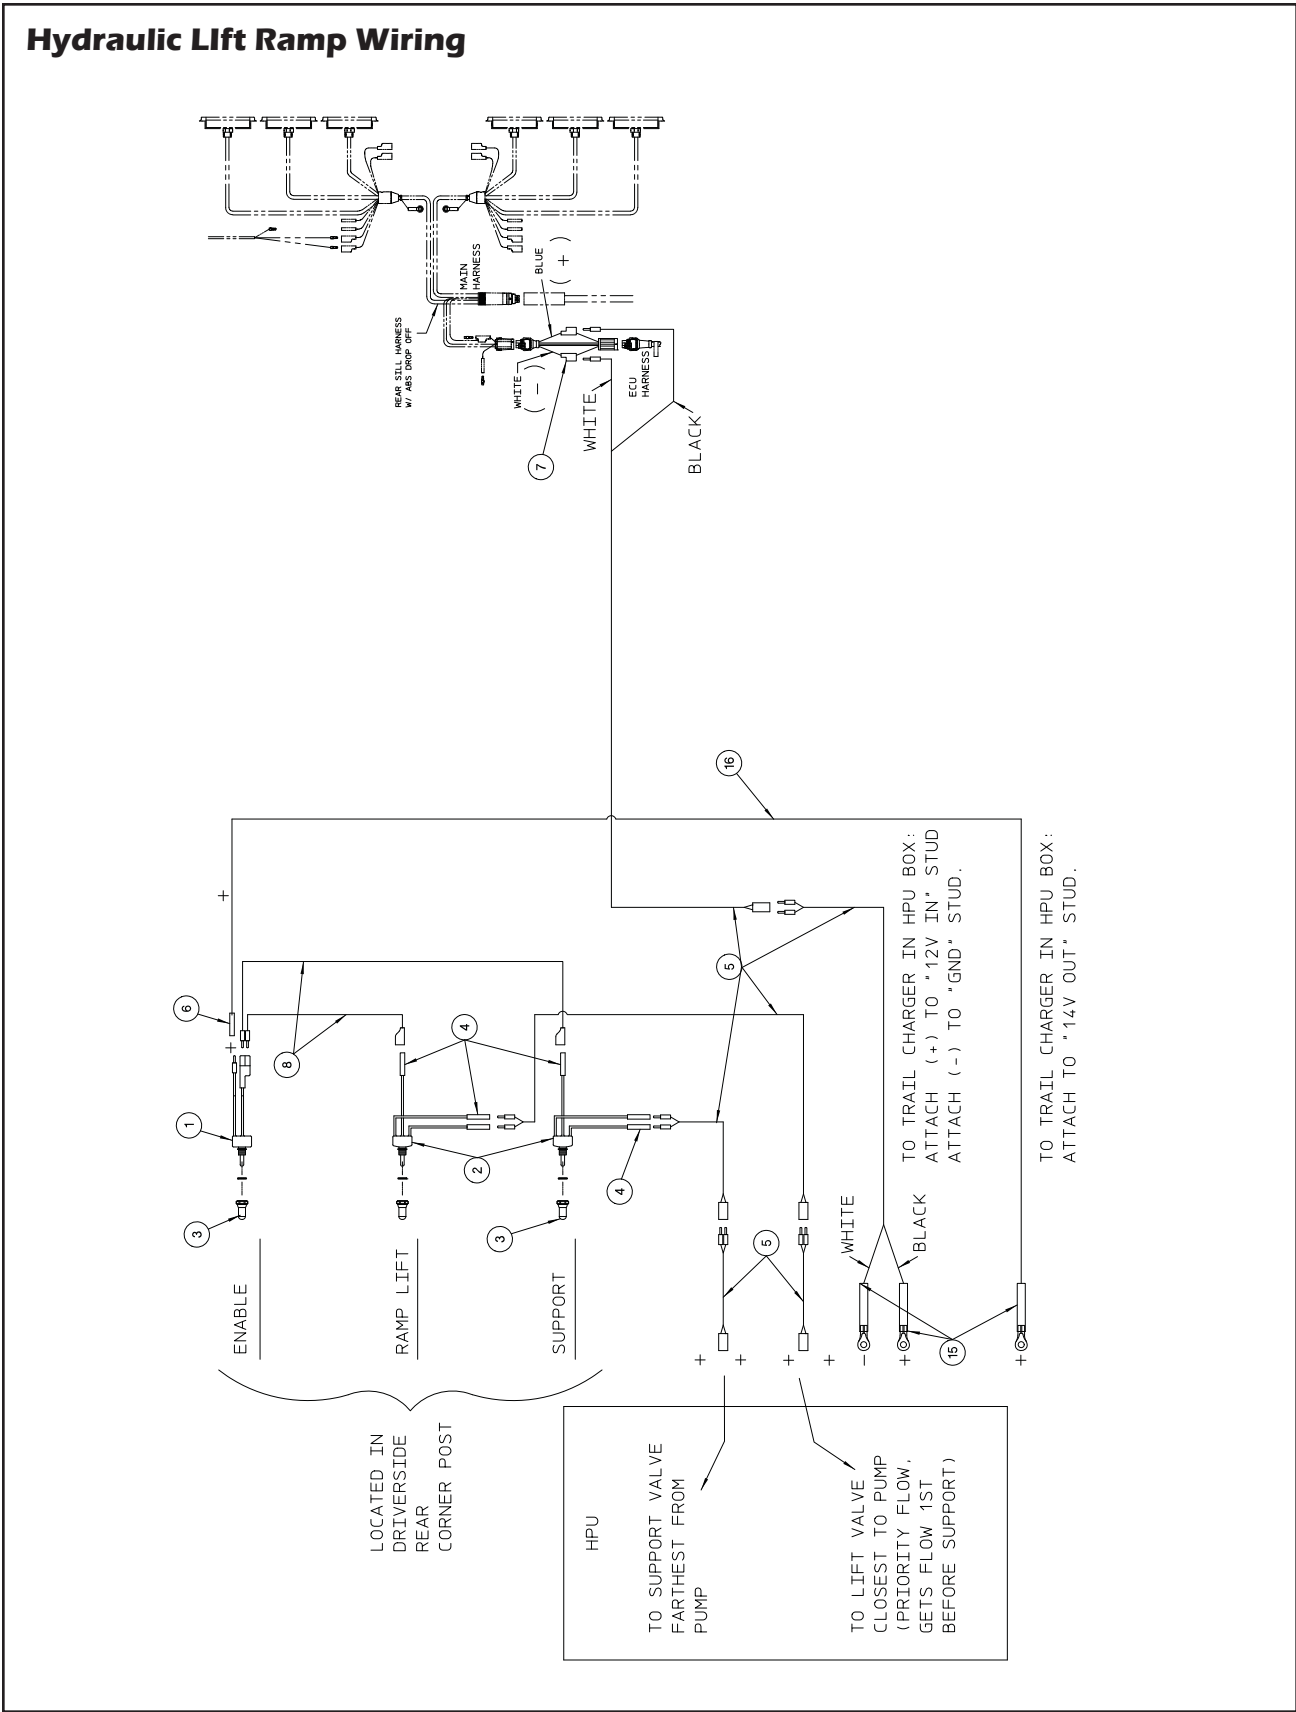 Hydraulic LIft Ramp Wiring
REAR SILL HARNESS
W/ ABS DROP OFF
MAIN
HARNESS
BLUE
(+)
WHITE
(-)
ECU
HARNESS
7
WHITE
BLACK
16
+
6
+
8
4
5
1
2
3
4
3
ENABLE
RAMP LIFT
SUPPORT
LOCATED IN
DRIVERSIDE
REAR
CORNER POST
5
WHITE
BLACK
15
+
+
+
+
-
+
+
TO TRAIL CHARGER IN HPU BOX:
ATTACH (+) TO "12V IN" STUD
ATTACH (-) TO "GND" STUD.
TO TRAIL CHARGER IN HPU BOX:
ATTACH TO "14V OUT" STUD.
HPU
TO SUPPORT VALVE
FARTHEST FROM
PUMP
TO LIFT VALVE
CLOSEST TO PUMP
(PRIORITY FLOW,
GETS FLOW 1ST
BEFORE SUPPORT)